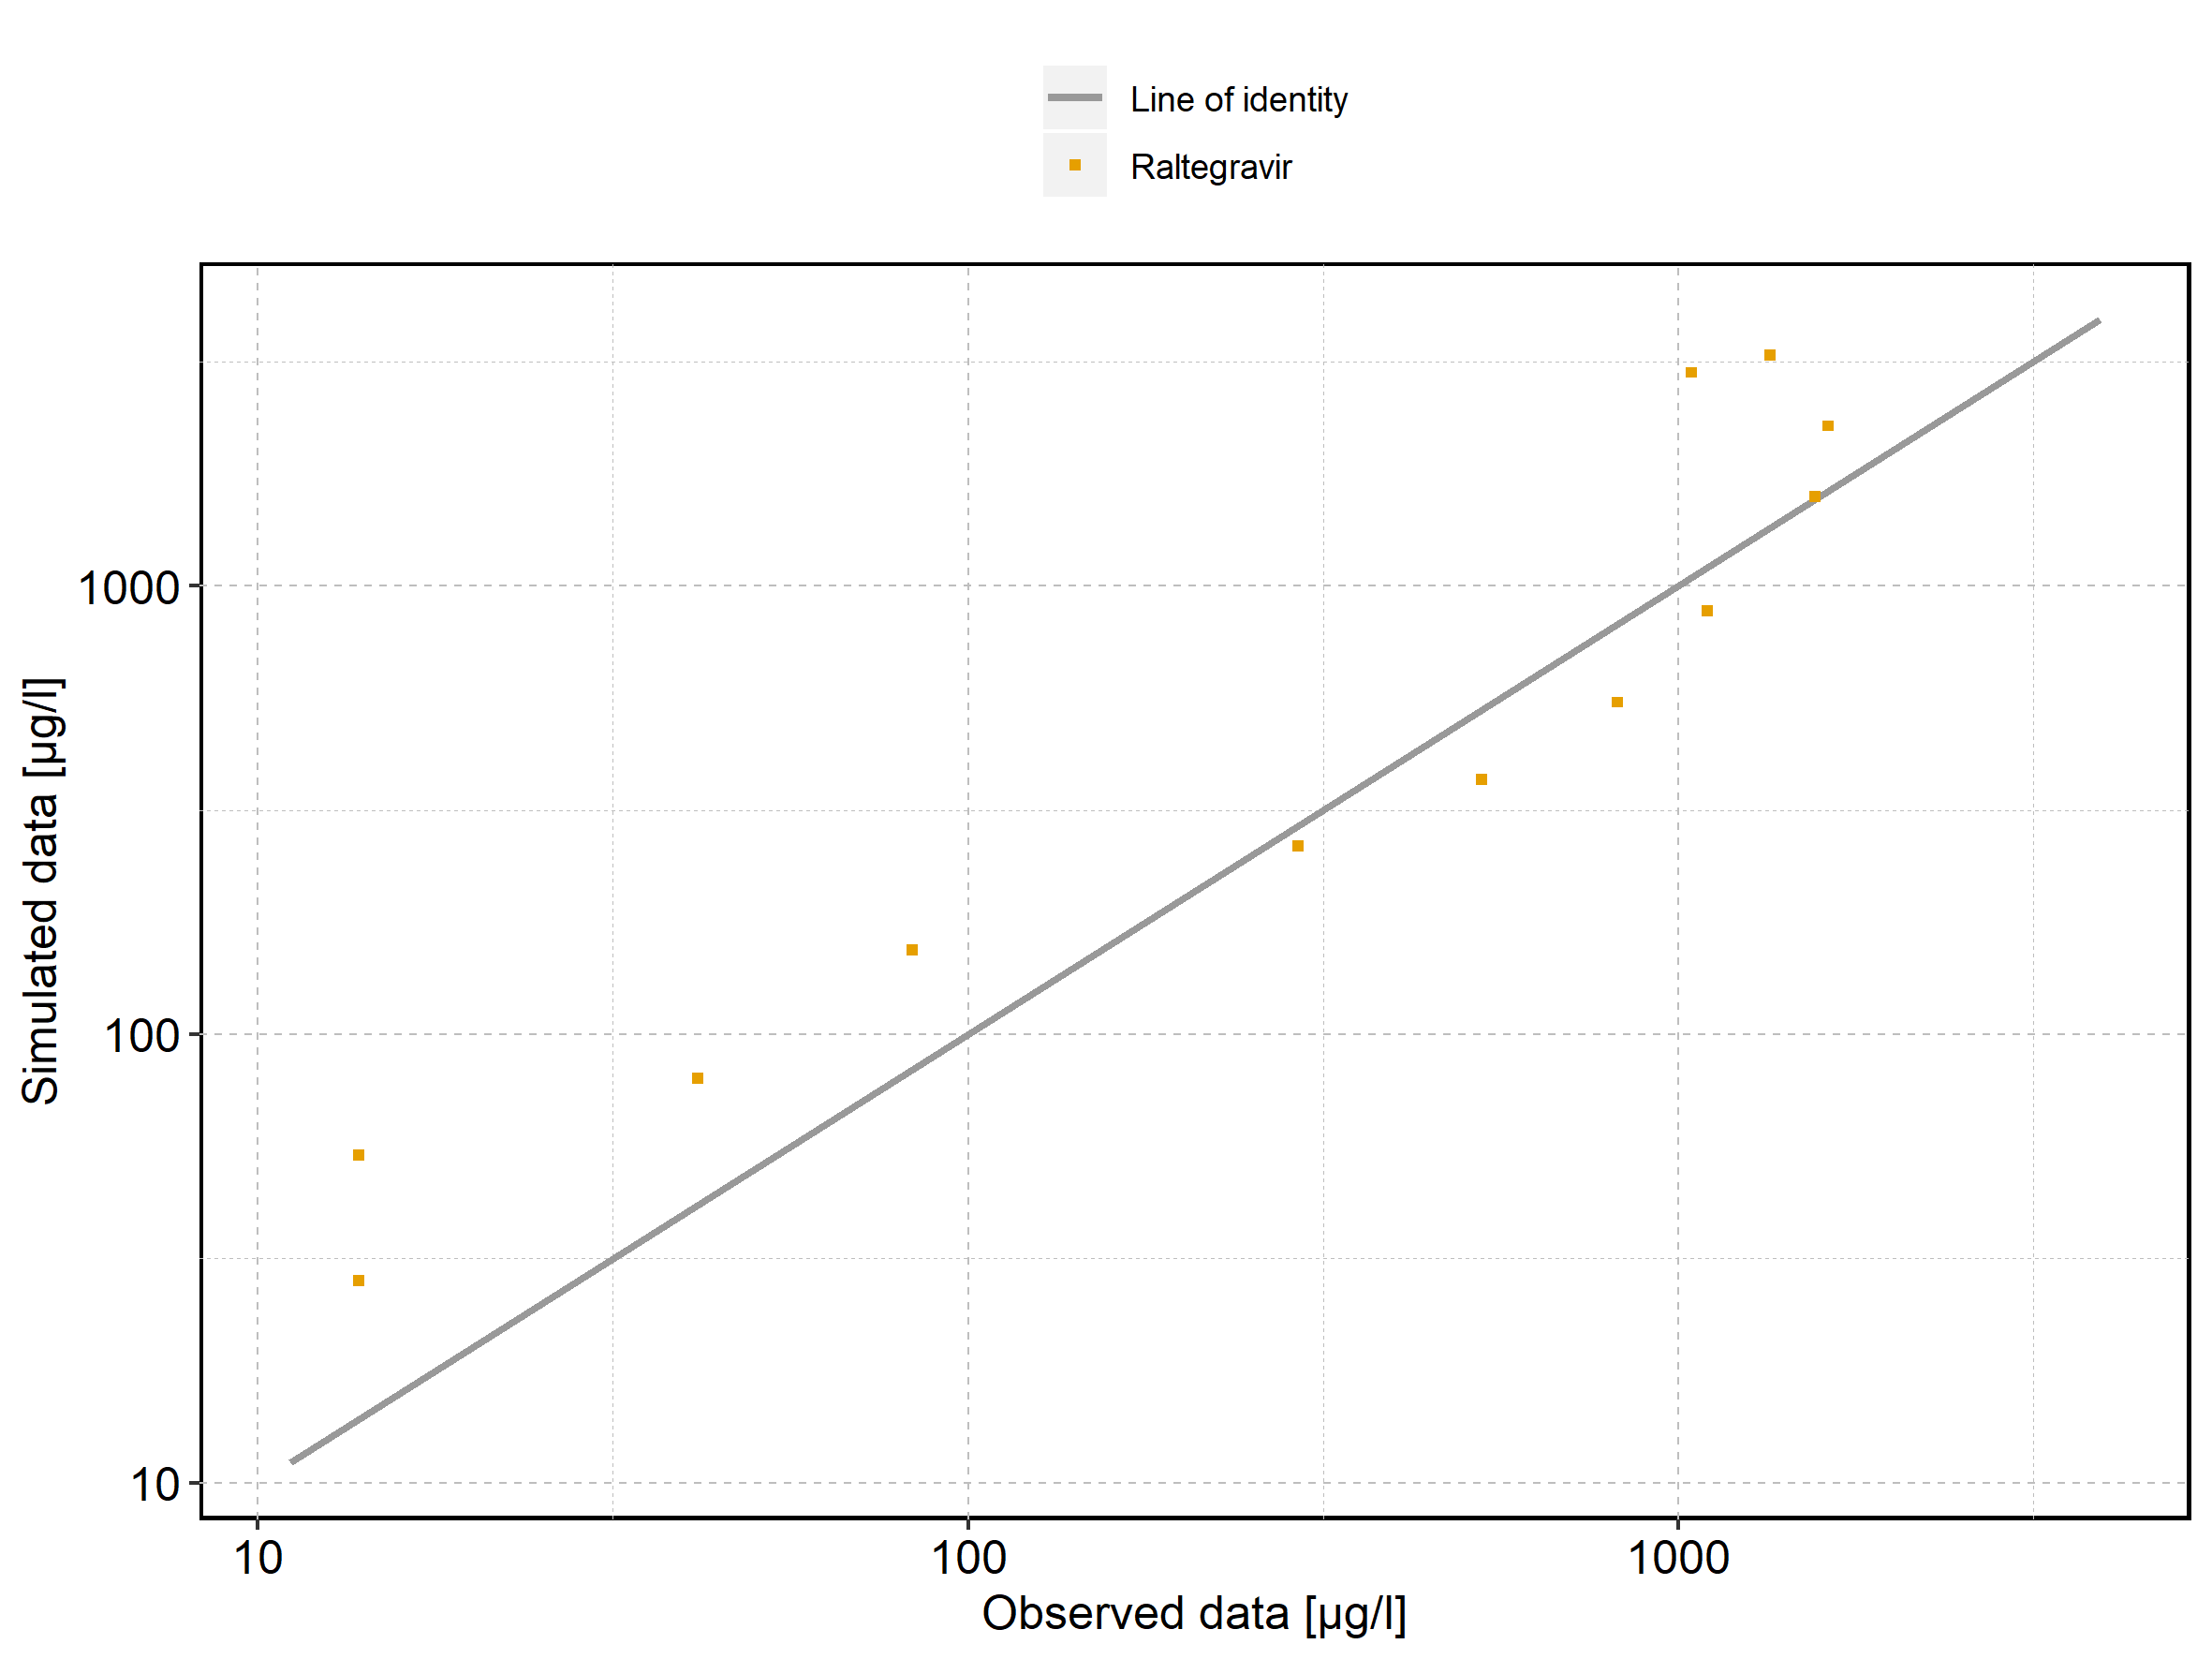 Line of identity
Raltegravir
Simulated data [µg/l]
1000
100
10
10 100 1000
Observed data [µg/l]